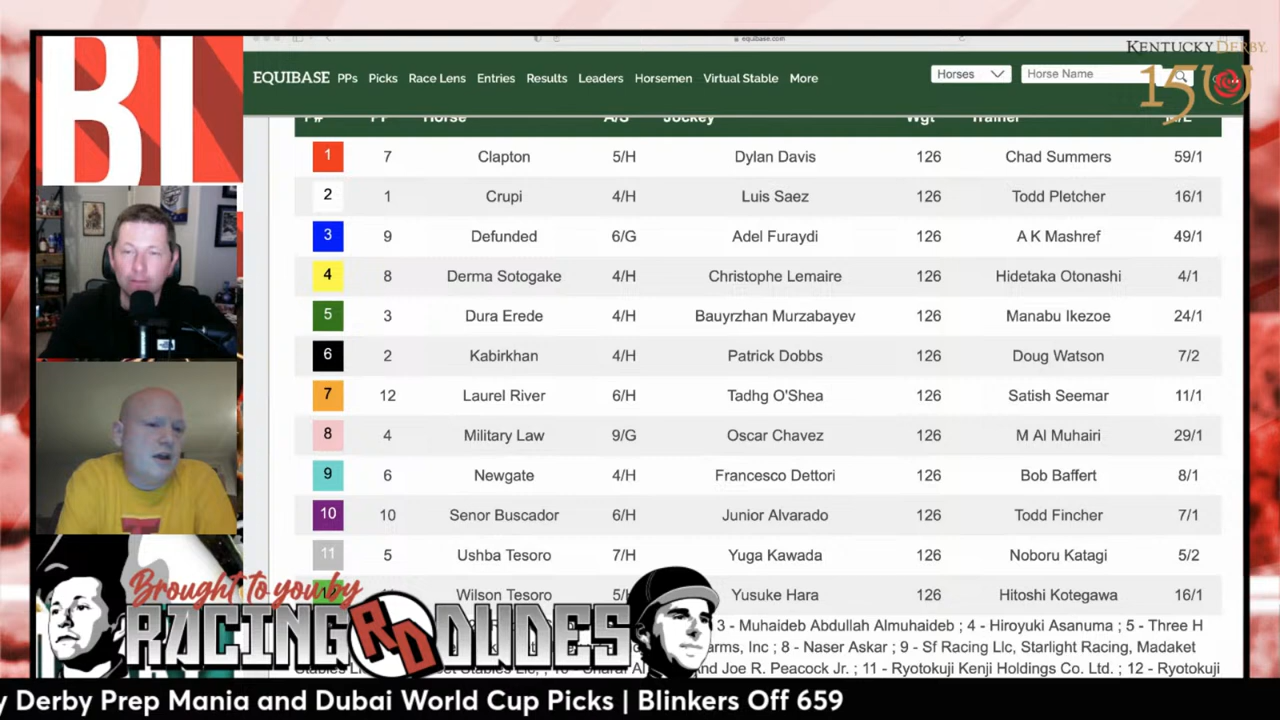 BL
KENTUCKY DERBY
150
equibase.com
EQUIBASE PPs Picks Race Lens Entries Results Leaders Horsemen Virtual Stable More Horses Horse Name
P# PP Horse A/S Jockey Wgt Trainer M/L
1 7 Clapton 5/H Dylan Davis 126 Chad Summers 59/1
2 1 Crupi 4/H Luis Saez 126 Todd Pletcher 16/1
3 9 Defunded 6/G Adel Furaydi 126 A K Mashref 49/1
4 8 Derma Sotogake 4/H Christophe Lemaire 126 Hidetaka Otonashi 4/1
5 3 Dura Erede 4/H Bauyrzhan Murzabayev 126 Manabu Ikezoe 24/1
6 2 Kabirkhan 4/H Patrick Dobbs 126 Doug Watson 7/2
7 12 Laurel River 6/H Tadhg O'Shea 126 Satish Seemar 11/1
8 4 Military Law 9/G Oscar Chavez 126 M Al Muhairi 29/1
9 6 Newgate 4/H Francesco Dettori 126 Bob Baffert 8/1
10 10 Senor Buscador 6/H Junior Alvarado 126 Todd Fincher 7/1
11 5 Ushba Tesoro 7/H Yuga Kawada 126 Noboru Katagi 5/2
Wilson Tesoro Yusuke Hara 126 Hitoshi Kotegawa 16/1
Brought to you by
RACING RD DUDES
3 - Muhaideb Abdullah Almuhaideb ; 4 - Hiroyuki Asanuma ; 5 - Three H
Inc ; 8 - Naser Askar ; 9 - Sf Racing Llc, Starlight Racing, Madaket
and Joe R. Peacock Jr. ; 11 - Ryotokuji Kenji Holdings Co. Ltd. ; 12 - Ryotokuji
y Derby Prep Mania and Dubai World Cup Picks | Blinkers Off 659